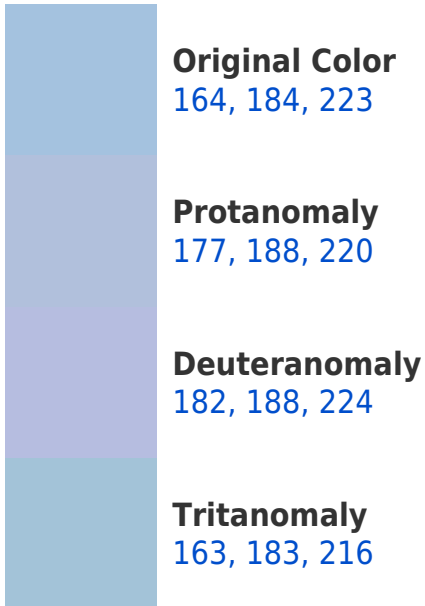 Original Color
164, 184, 223
Protanomaly
177, 188, 220
Deuteranomaly
182, 188, 224
Tritanomaly
163, 183, 216